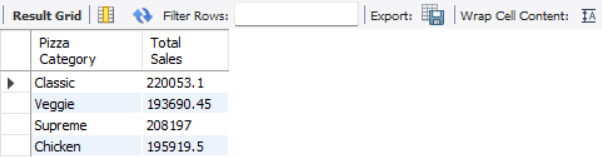 Result Grid Filter Rows: Export: Wrap Cell Content: IA
Pizza Category Total Sales
Classic 220053.1
Veggie 193690.45
Supreme 208197
Chicken 195919.5